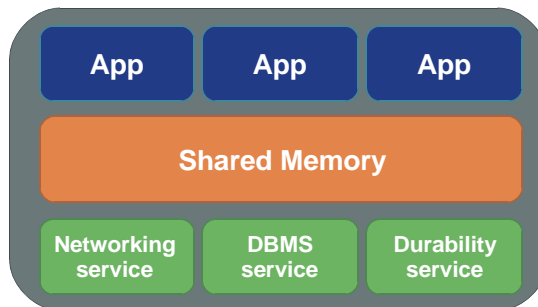 App
App
App
Shared Memory
Networking
service
DBMS
service
Durability
service